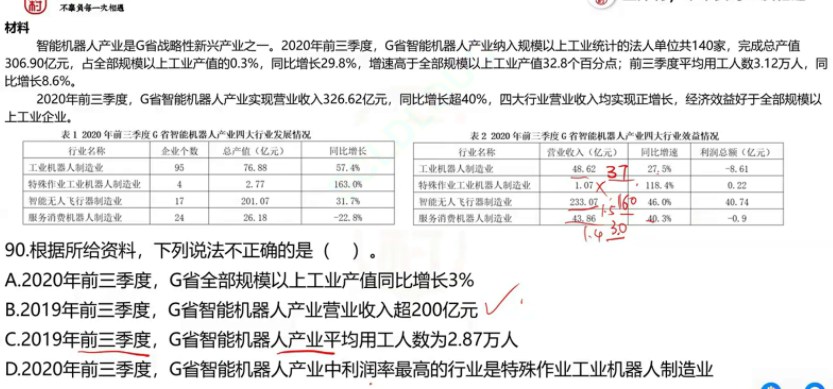 村
不辜负每一次相遇
材料
智能机器人产业是G省战略性新兴产业之一。2020年前三季度，G省智能机器人产业纳入规模以上工业统计的法人单位共140家，完成总产值
306.90亿元，占全部规模以上工业产值的0.3%，同比增长29.8%，增速高于全部规模以上工业产值32.8个百分点；前三季度平均用工人数3.12万人，同
比增长8.6%。
2020年前三季度，G省智能机器人产业实现营业收入326.62亿元，同比增长超40%，四大行业营业收入均实现正增长，经济效益好于全部规模以
上工业企业。
表 1 2020 年前三季度 G 省智能机器人产业四大行业发展情况
行业名称 企业个数 总产值（亿元） 同比增长
工业机器人制造业 95 76.88 57.4%
特殊作业工业机器人制造业 4 2.77 163.0%
智能无人飞行器制造业 17 201.07 31.7%
服务消费机器人制造业 24 26.18 -22.8%
表 2 2020 年前三季度 G 省智能机器人产业四大行业效益情况
行业名称 营业收入（亿元） 同比增速 利润总额（亿元）
工业机器人制造业 48.62 37 27.5% -8.61
特殊作业工业机器人制造业 1.07 118.4% 0.22
智能无人飞行器制造业 233.07 1.5 160 46.0% 40.74
服务消费机器人制造业 43.86 40.3% -0.9
1.4 30
90.根据所给资料，下列说法不正确的是（ ）。
A.2020年前三季度，G省全部规模以上工业产值同比增长3%
B.2019年前三季度，G省智能机器人产业营业收入超200亿元
C.2019年前三季度，G省智能机器人产业平均用工人数为2.87万人
D.2020年前三季度，G省智能机器人产业中利润率最高的行业是特殊作业工业机器人制造业